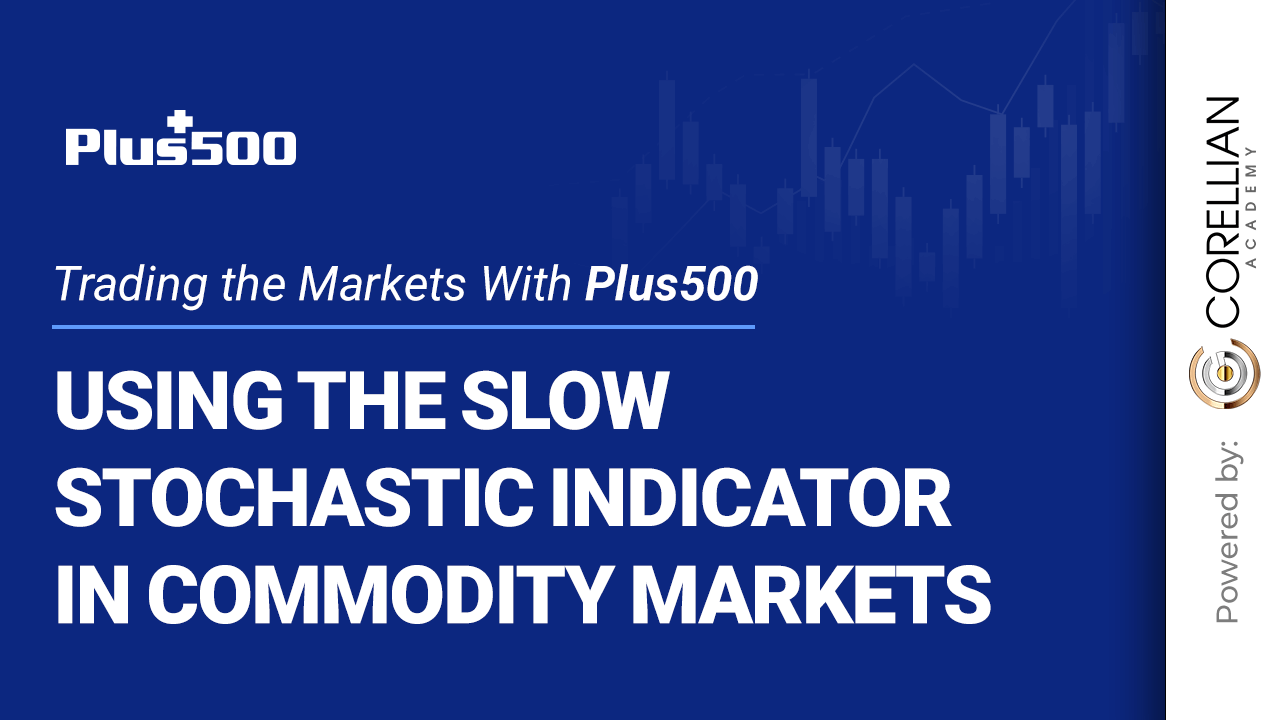 Plus500
Trading the Markets With Plus500
USING THE SLOW
STOCHASTIC INDICATOR
IN COMMODITY MARKETS
Powered by:
CORELLIAN
ACADEMY